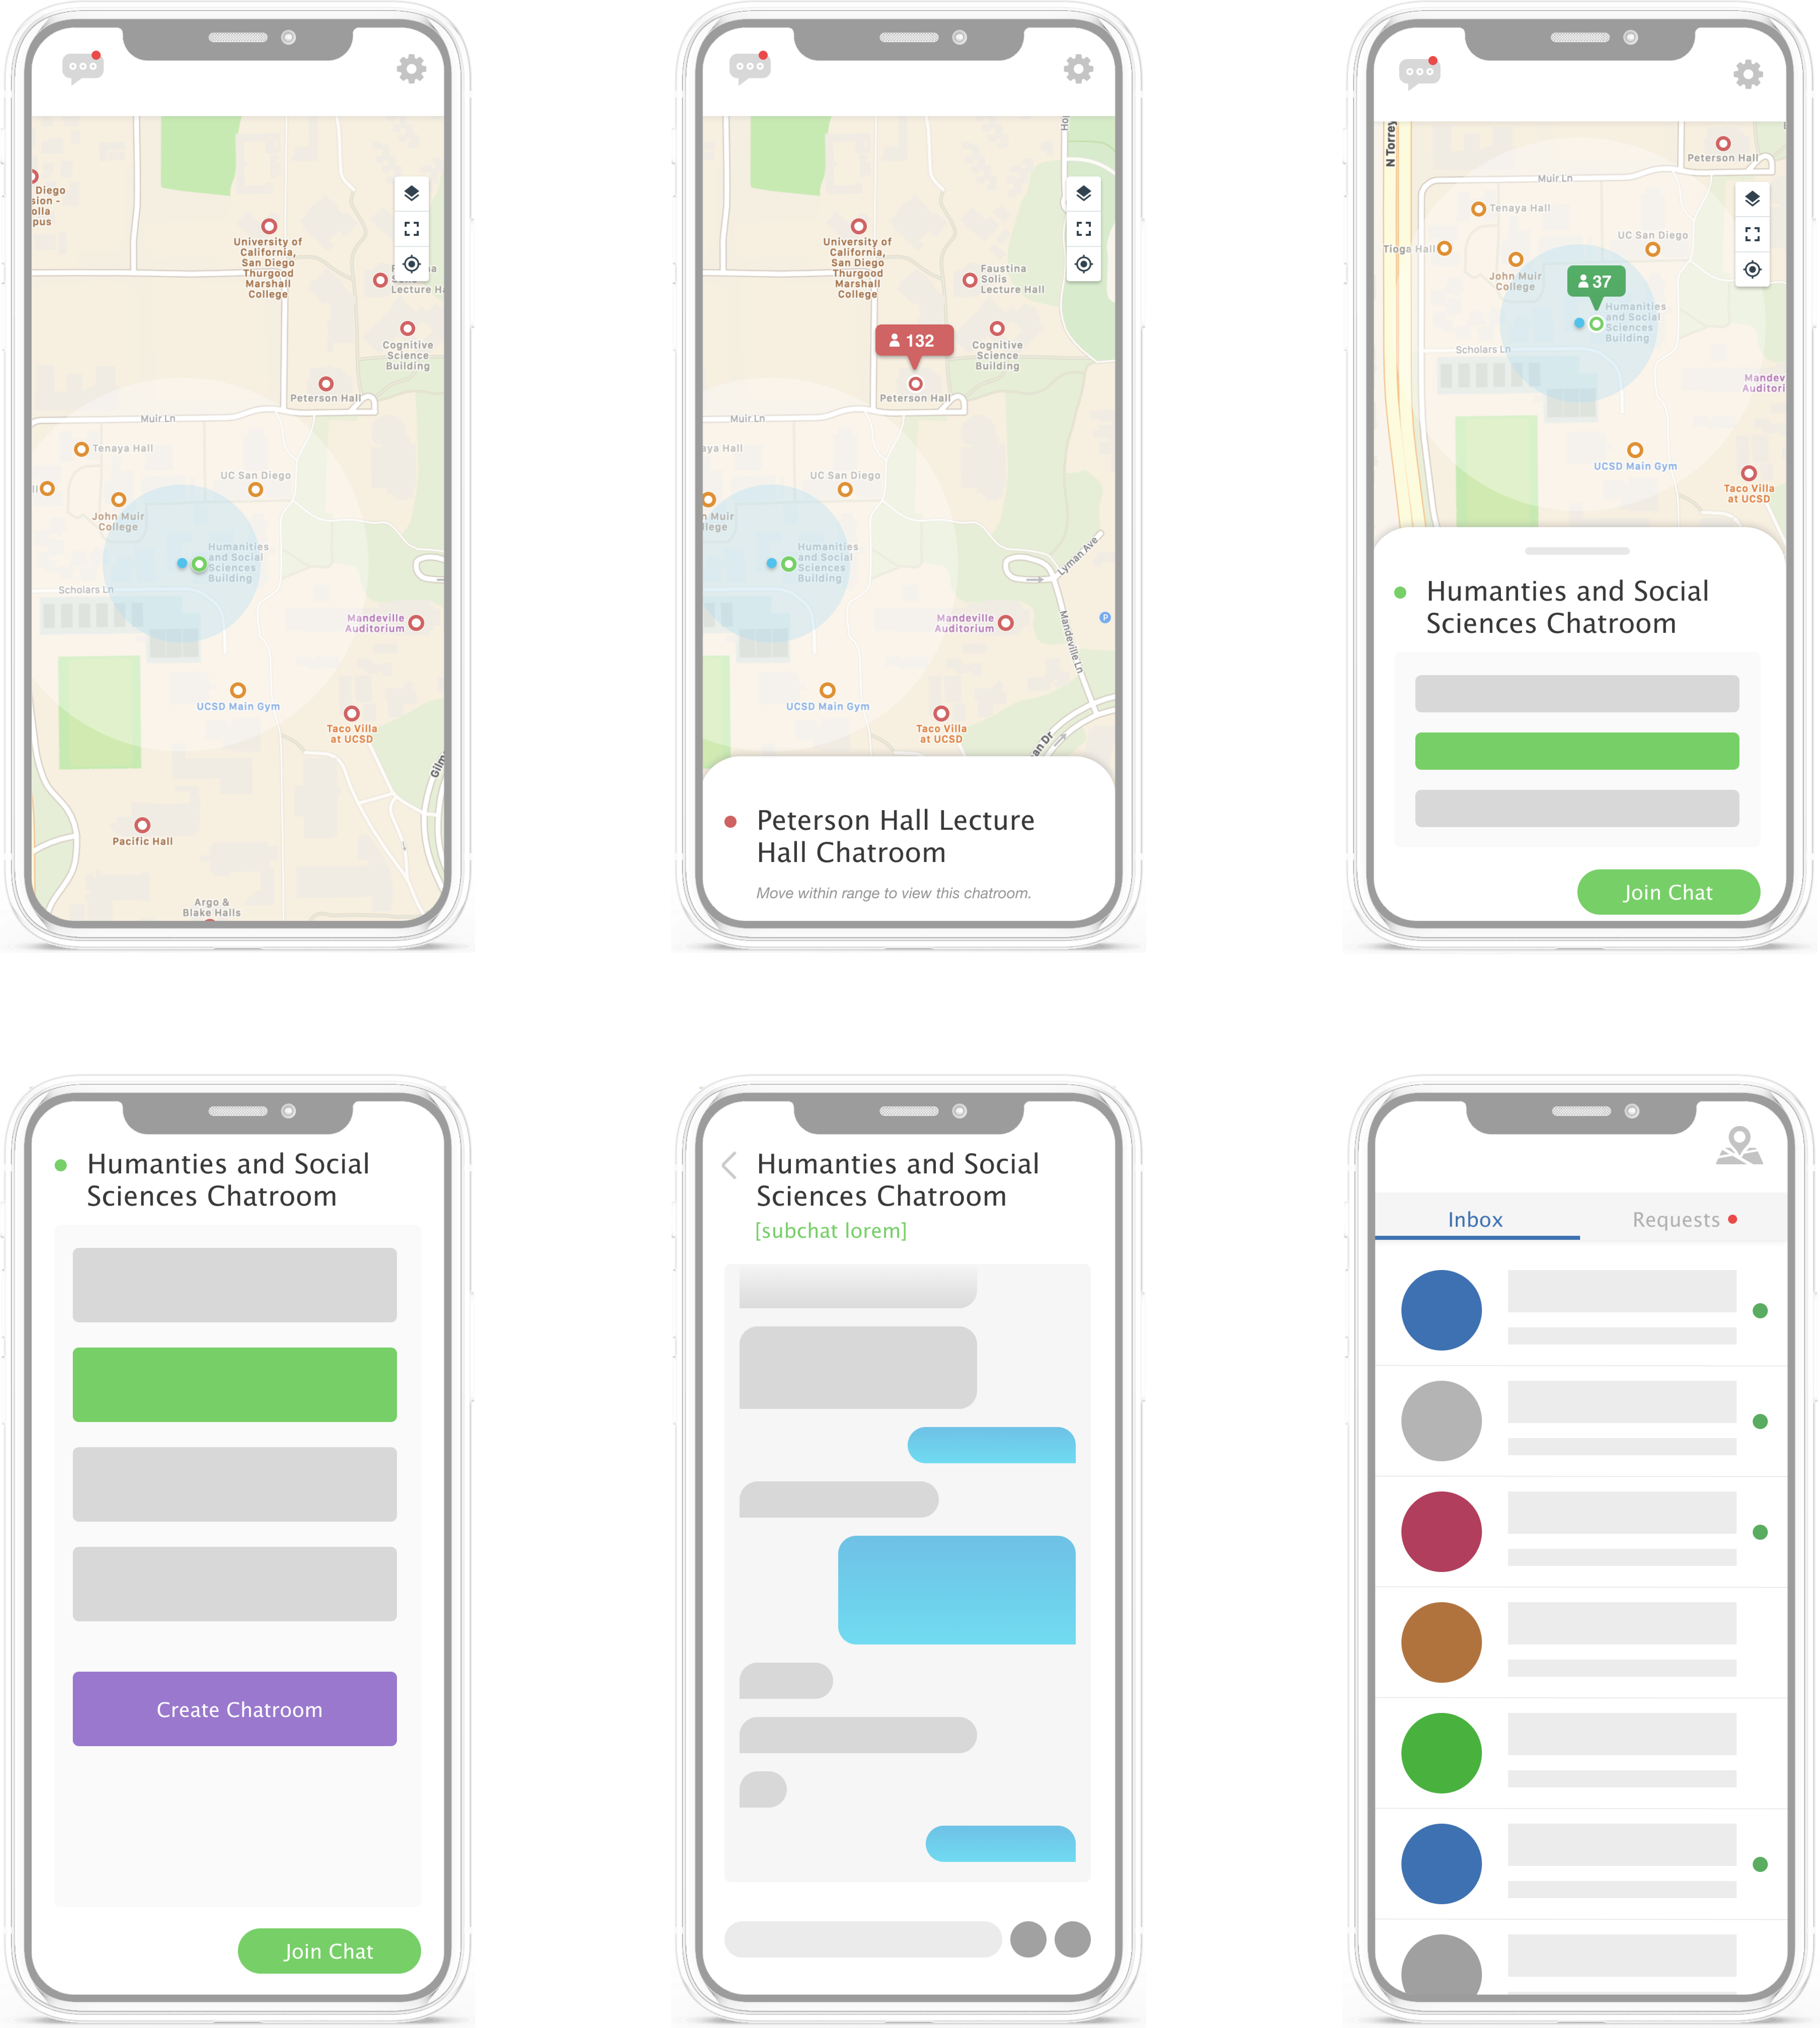 Diego
sion -
olla
pus
University of
California,
San Diego
Thurgood
Marshall
College
Lecture Ha
Cognitive
Science
Building
Peterson Hall
Muir Ln
Tenaya Hall
UC San Diego
John Muir
College
Humanities
and Social
Sciences
Building
Scholars Ln
Mandeville
Auditorium
UCSD Main Gym
Taco Villa
at UCSD
Gilm
Pacific Hall
Argo &
Blake Halls
University of
California,
San Diego
Thurgood
Marshall
College
Faustina
Solis
Lecture Hall
132
Cognitive
Science
Building
Peterson Hall
Muir Ln
aya Hall
UC San Diego
n Muir
llege
Humanities
and Social
Sciences
Building
Lyman Ave
Mandeville
Auditorium
P
Mandeville Ln
UCSD Main Gym
Taco Villa
at UCSD
an Dr
Peterson Hall Lecture
Hall Chatroom
Move within range to view this chatroom.
N Torrey
Peterson Hall
Muir Ln
Tenaya Hall
Tioga Hall
UC San Diego
John Muir
College
37
Humanities
and Social
Sciences
Building
Scholars Ln
Mandev
Auditori
UCSD Main Gym
Taco Villa
at UCSD
Humanties and Social
Sciences Chatroom
Join Chat
Humanties and Social
Sciences Chatroom
Create Chatroom
Join Chat
Humanties and Social
Sciences Chatroom
[subchat lorem]
Inbox
Requests